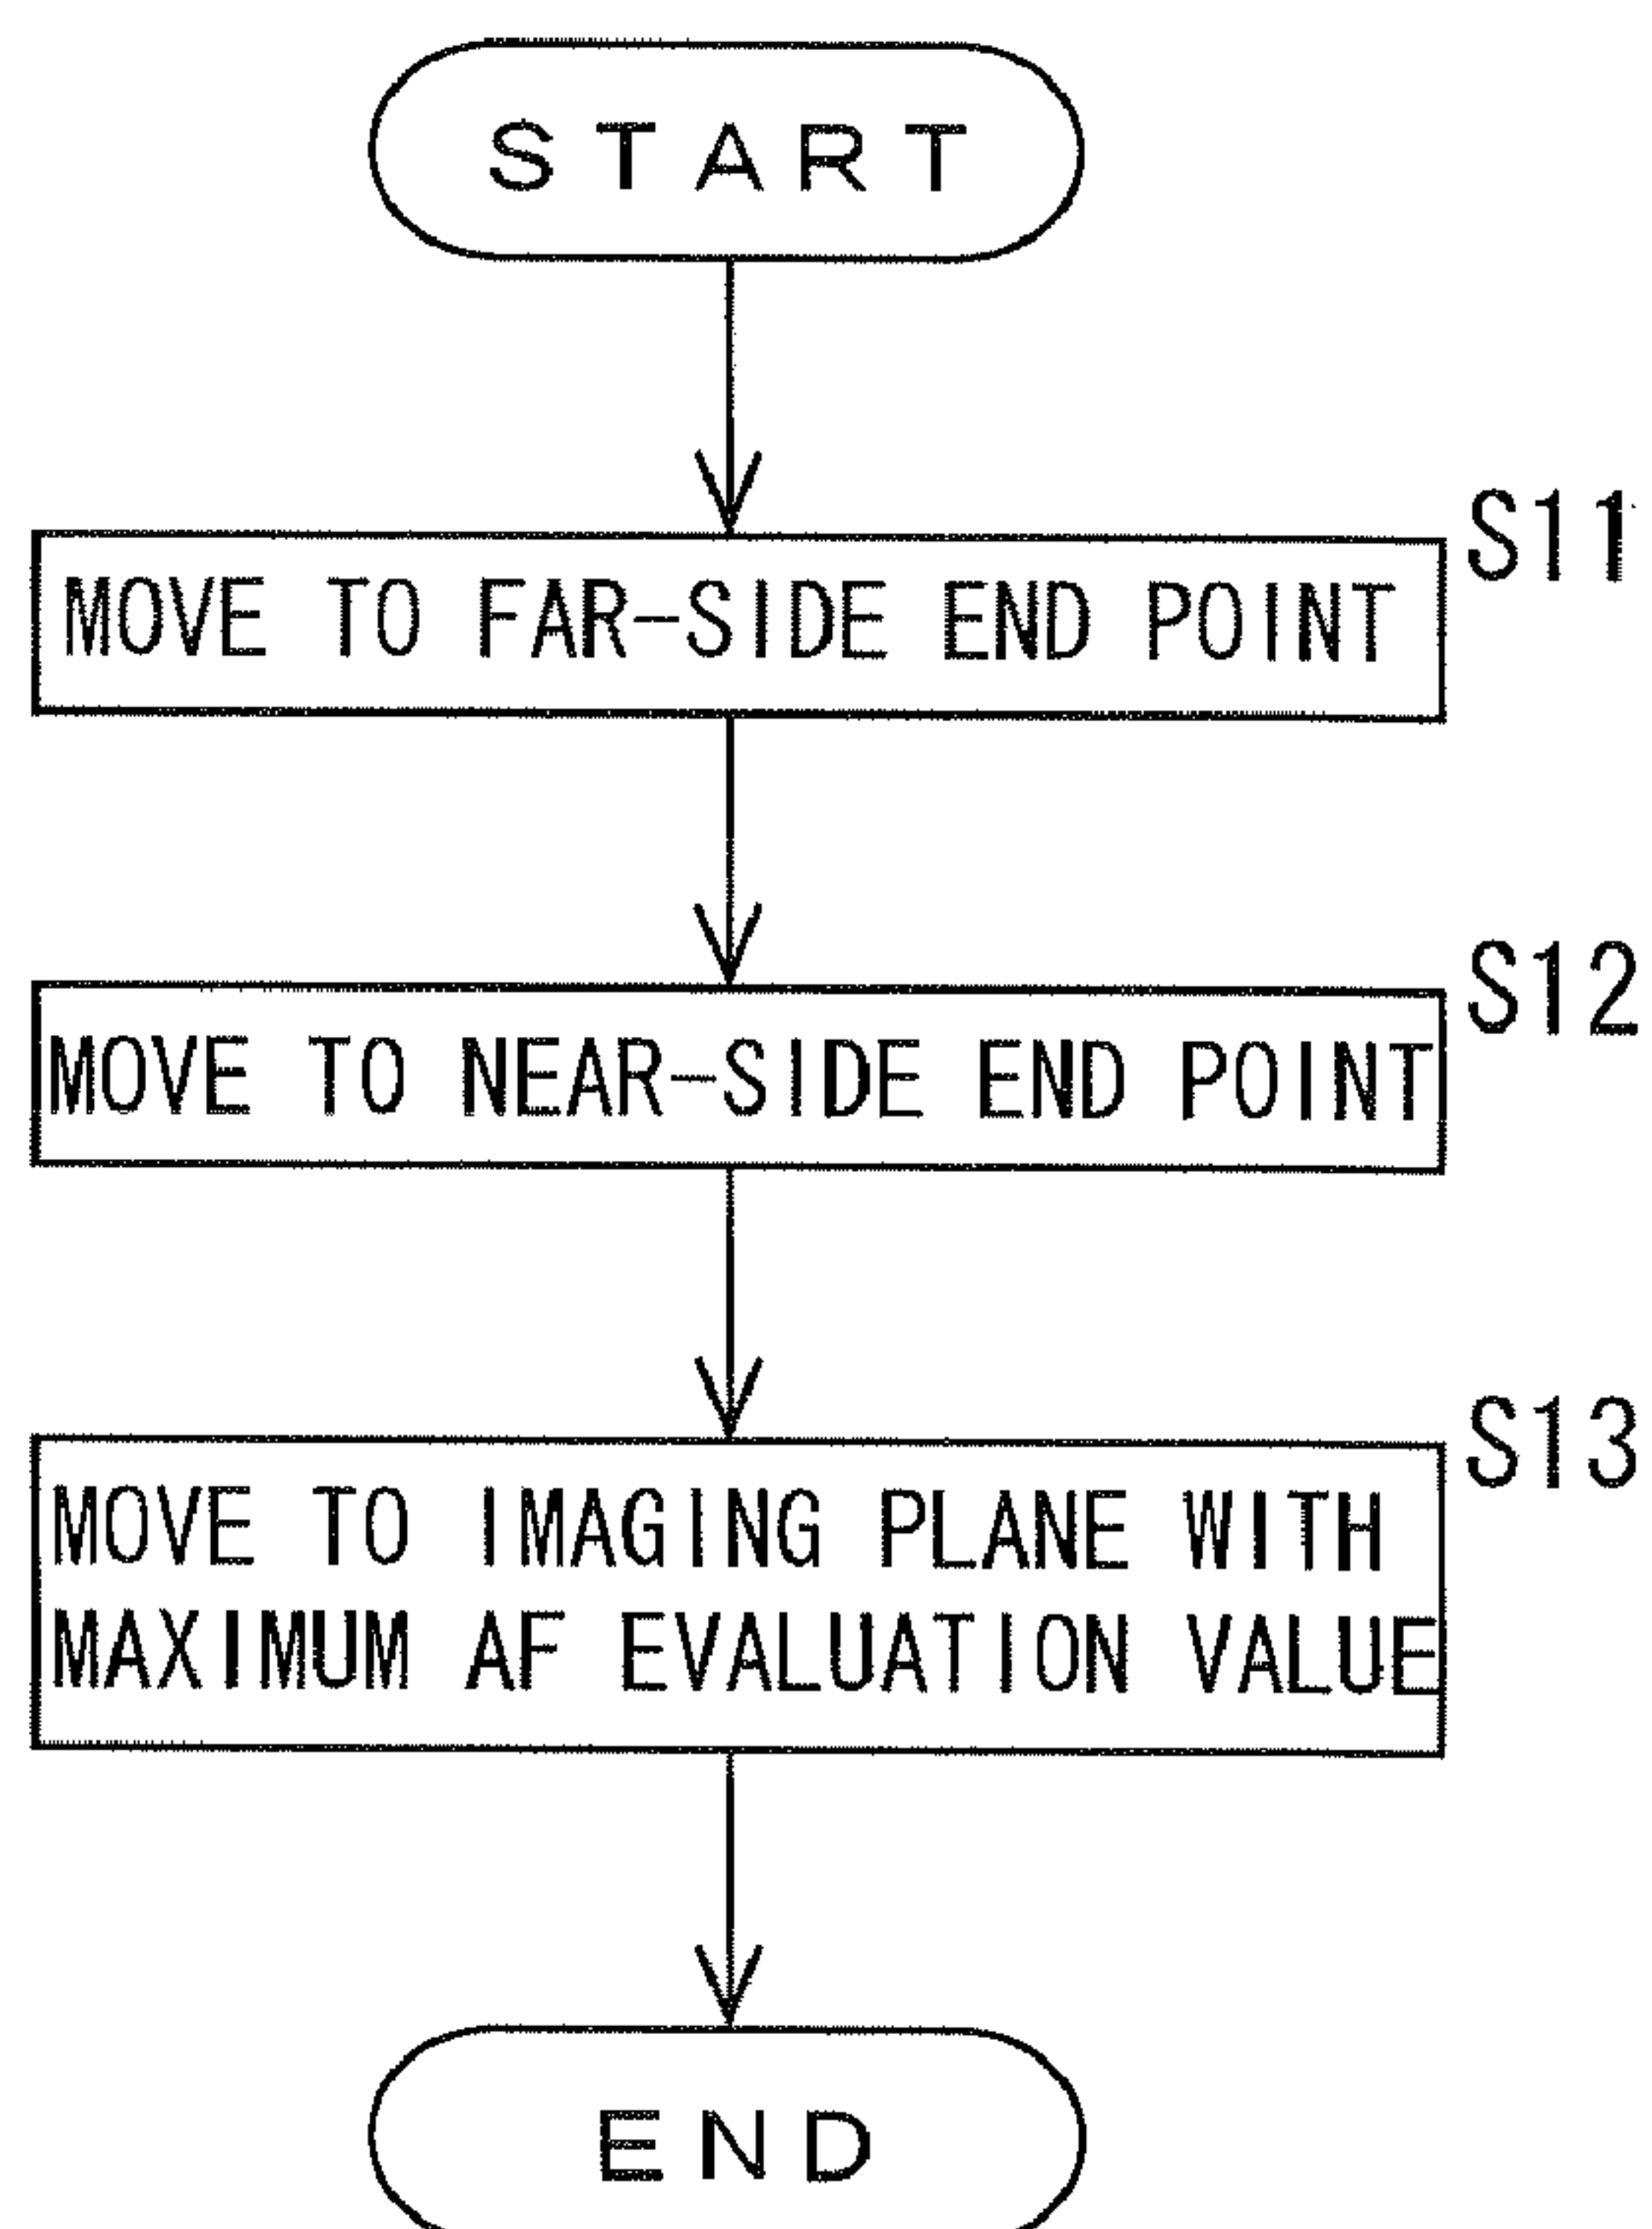 START
S11
MOVE TO FAR-SIDE END POINT
S12
MOVE TO NEAR-SIDE END POINT
S13
MOVE TO IMAGING PLANE WITH
MAXIMUM AF EVALUATION VALUE
END